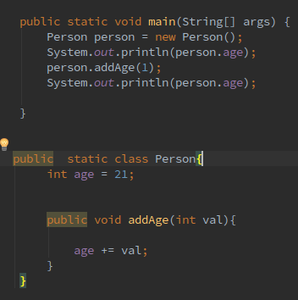 public static void main(String[] args) {
Person person = new Person();
System.out.println(person.age);
person.addAge(1);
System.out.println(person.age);
}
public static class Person{
int age = 21;
public void addAge(int val){
age += val;
}
}